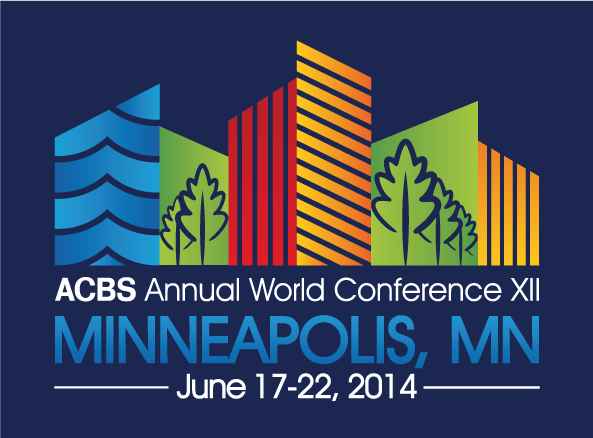 ACBS Annual World Conference XII
MINNEAPOLIS, MN
June 17-22, 2014